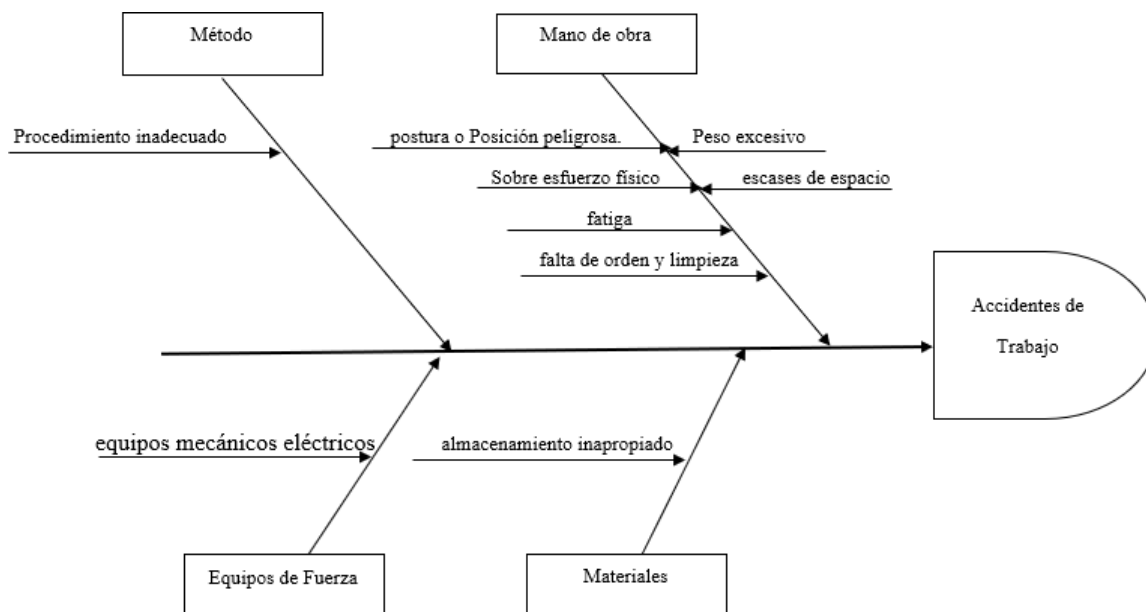 Método
Mano de obra
Procedimiento inadecuado
postura o Posición peligrosa.
Peso excesivo
Sobre esfuerzo físico
escases de espacio
fatiga
falta de orden y limpieza
Accidentes de
Trabajo
equipos mecánicos eléctricos
almacenamiento inapropiado
Equipos de Fuerza
Materiales